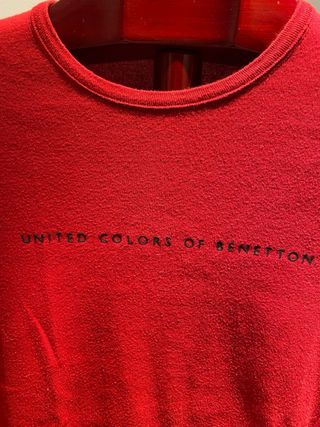 UNITED COLORS OF BENETTON